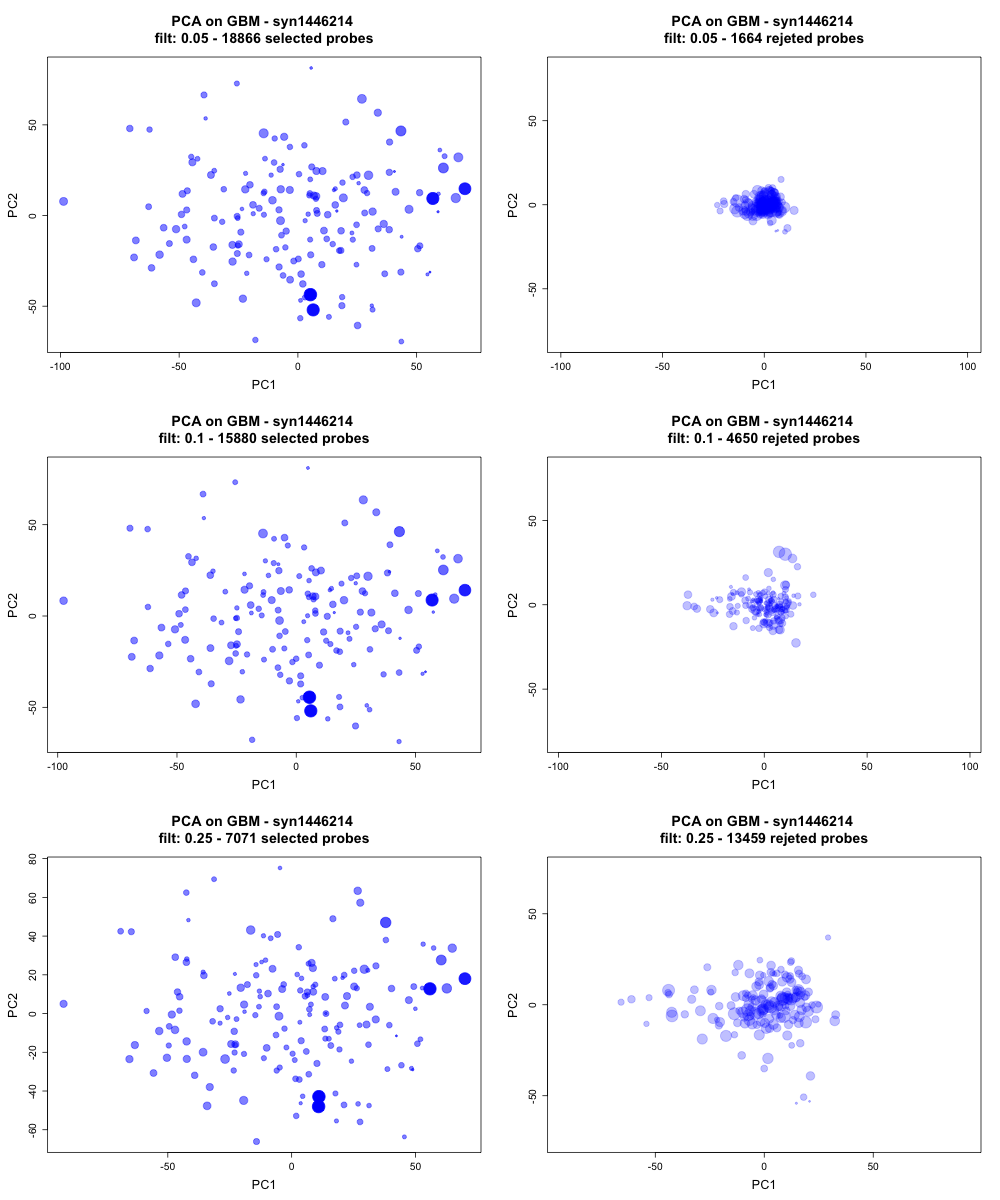 PCA on GBM - syn1446214
filt: 0.05 - 18866 selected probes
PC2
50
0
-50
-100
-50
0
50
PC1
PCA on GBM - syn1446214
filt: 0.05 - 1664 rejeted probes
PC2
50
0
-50
-100
-50
0
50
100
PC1
PCA on GBM - syn1446214
filt: 0.1 - 15880 selected probes
PC2
50
0
-50
-100
-50
0
50
PC1
PCA on GBM - syn1446214
filt: 0.1 - 4650 rejeted probes
PC2
50
0
-50
-100
-50
0
50
100
PC1
PCA on GBM - syn1446214
filt: 0.25 - 7071 selected probes
PC2
80
60
40
20
0
-20
-40
-60
-50
0
50
PC1
PCA on GBM - syn1446214
filt: 0.25 - 13459 rejeted probes
PC2
50
0
-50
-50
0
50
PC1